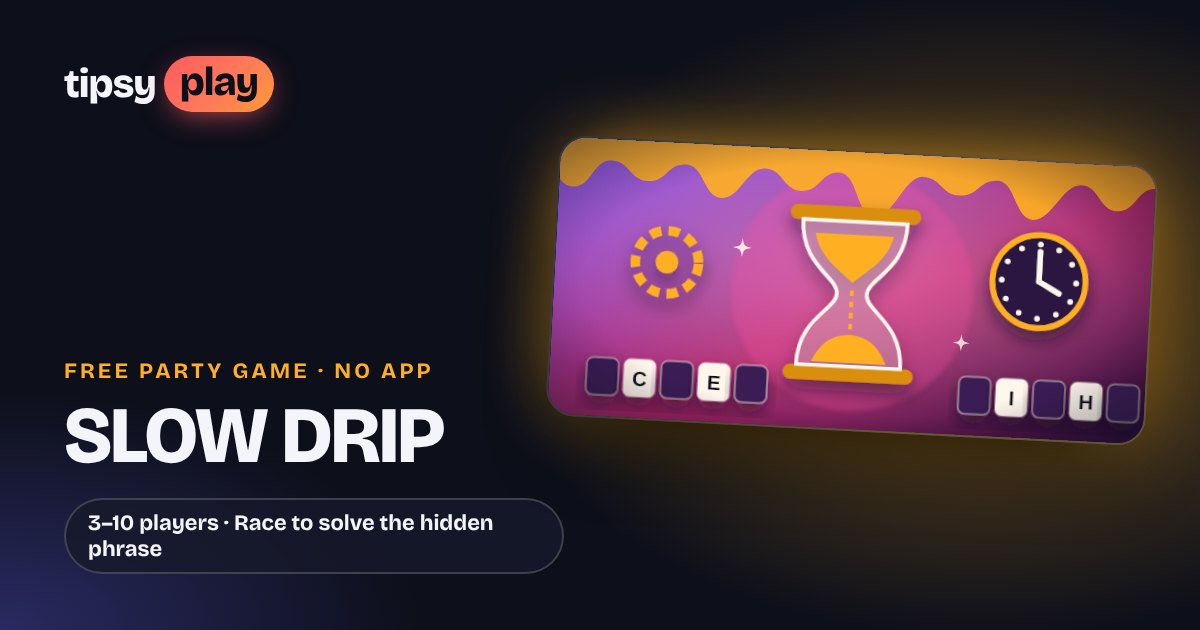 tipsy play
FREE PARTY GAME · NO APP
SLOW DRIP
3–10 players · Race to solve the hidden
phrase
C E
I H